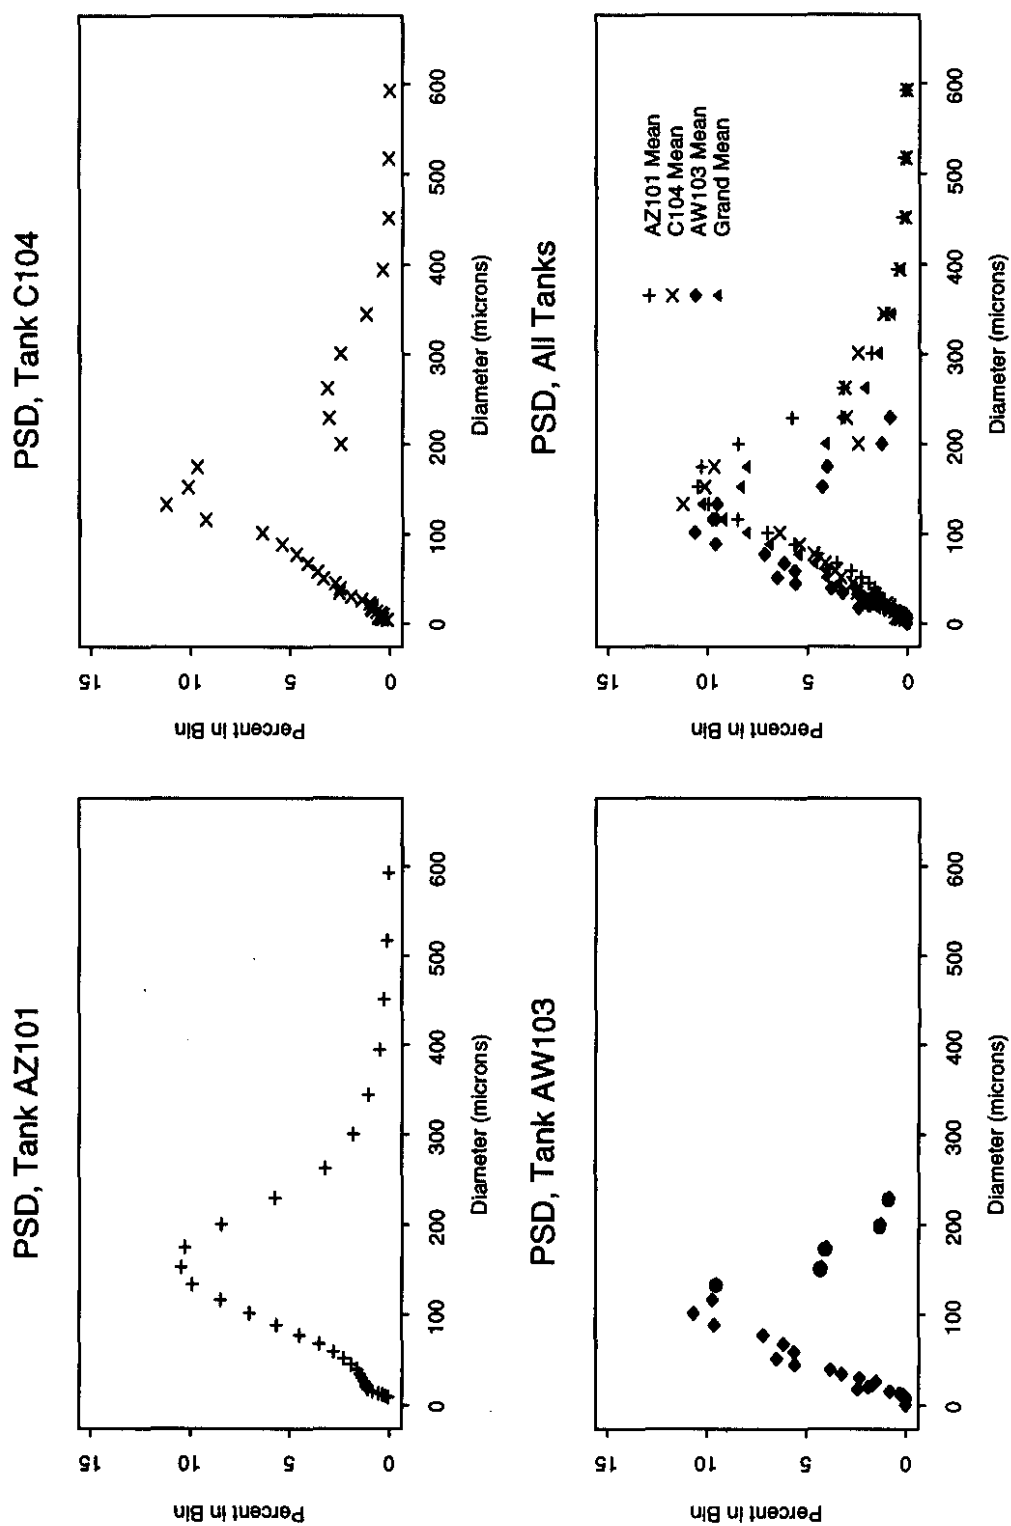 PSD, Tank AZ101
Percent in Bin
15
10
5
0
0
100
200
300
400
500
600
Diameter (microns)
PSD, Tank C104
Percent in Bin
15
10
5
0
0
100
200
300
400
500
600
Diameter (microns)
PSD, Tank AW103
Percent in Bin
15
10
5
0
0
100
200
300
400
500
600
Diameter (microns)
PSD, All Tanks
Percent in Bin
15
10
5
0
0
100
200
300
400
500
600
Diameter (microns)
AZ101 Mean
C104 Mean
AW103 Mean
Grand Mean